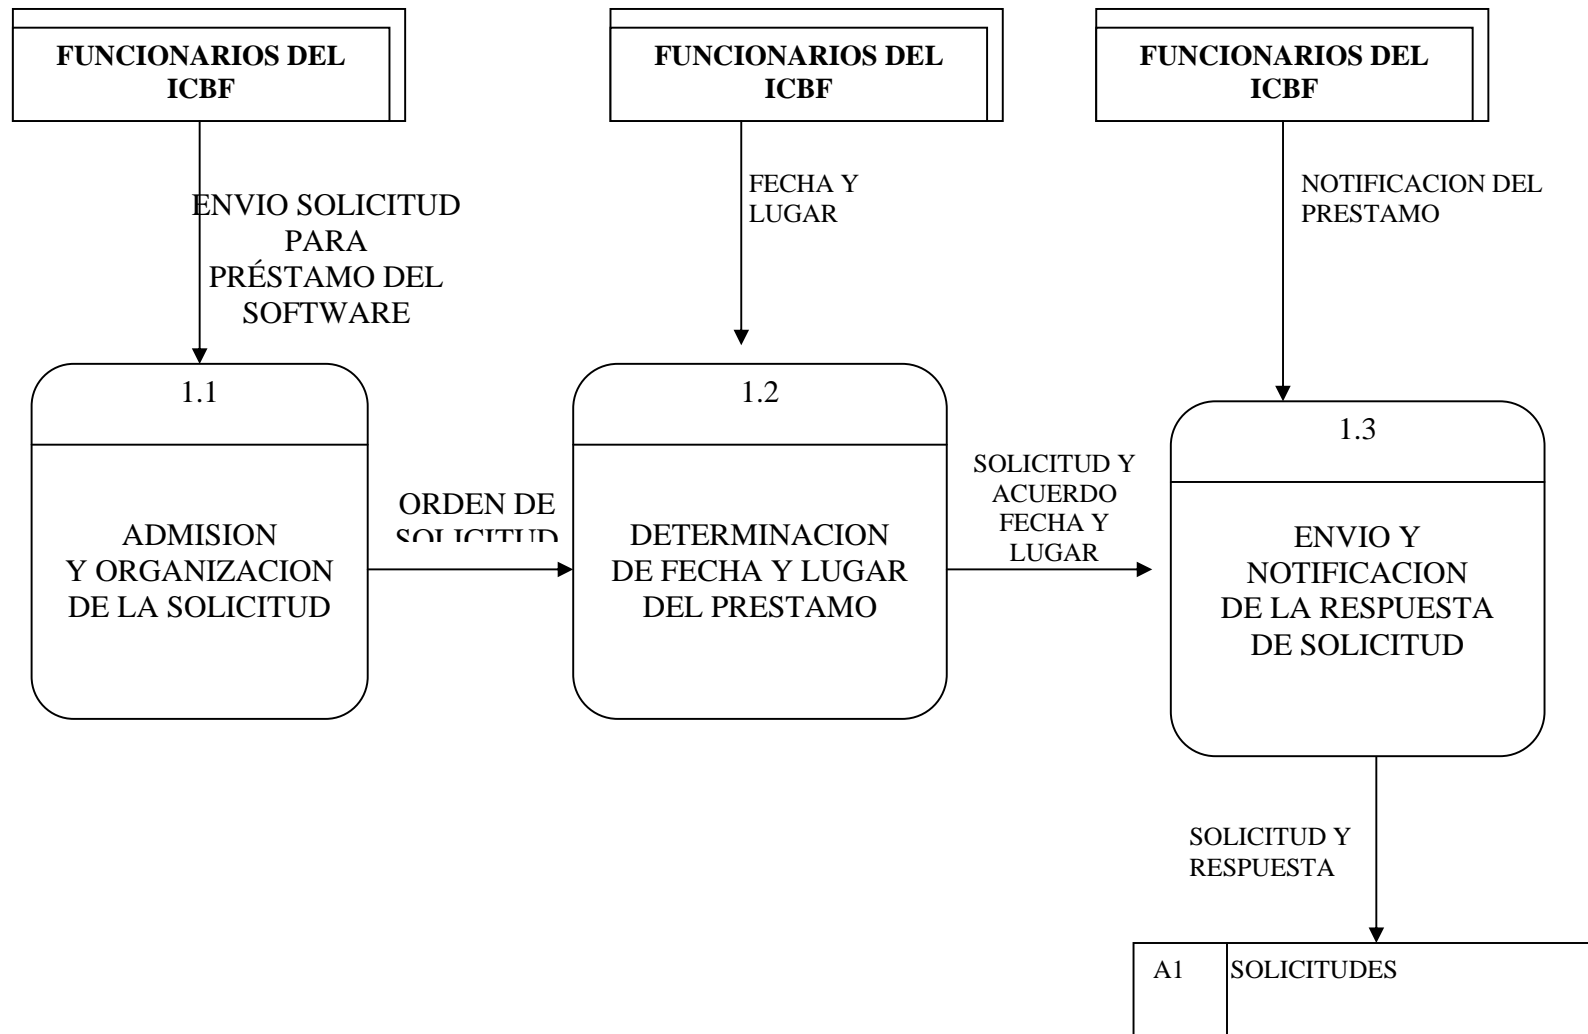 FUNCIONARIOS DEL
ICBF
FUNCIONARIOS DEL
ICBF
FUNCIONARIOS DEL
ICBF
ENVIO SOLICITUD
PARA
PRÉSTAMO DEL
SOFTWARE
FECHA Y
LUGAR
NOTIFICACION DEL
PRESTAMO
1.1
ADMISION
Y ORGANIZACION
DE LA SOLICITUD
ORDEN DE
SOLICITUD
1.2
DETERMINACION
DE FECHA Y LUGAR
DEL PRESTAMO
SOLICITUD Y
ACUERDO
FECHA Y
LUGAR
1.3
ENVIO Y
NOTIFICACION
DE LA RESPUESTA
DE SOLICITUD
SOLICITUD Y
RESPUESTA
A1
SOLICITUDES